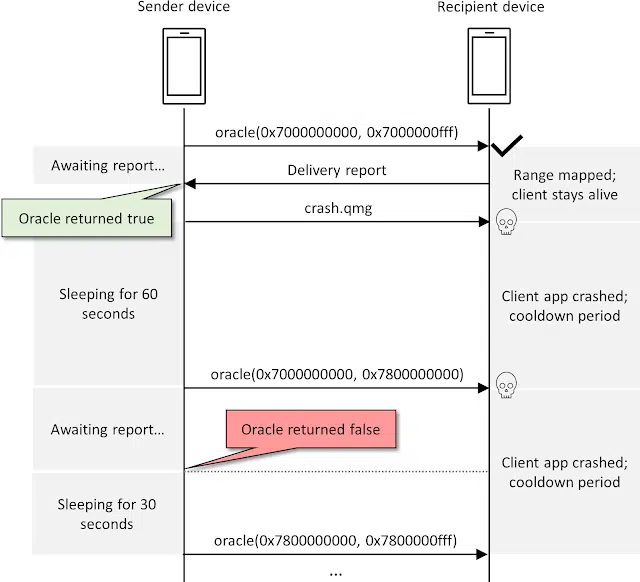 Sender device
Recipient device
oracle(0x7000000000, 0x7000000fff)
Awaiting report...
Delivery report
Range mapped;
client stays alive
Oracle returned true
crash.qmg
Sleeping for 60
seconds
Client app crashed;
cooldown period
oracle(0x7000000000, 0x7800000000)
Awaiting report...
Oracle returned false
Client app crashed;
cooldown period
Sleeping for 30
seconds
oracle(0x7800000000, 0x7800000fff)
...